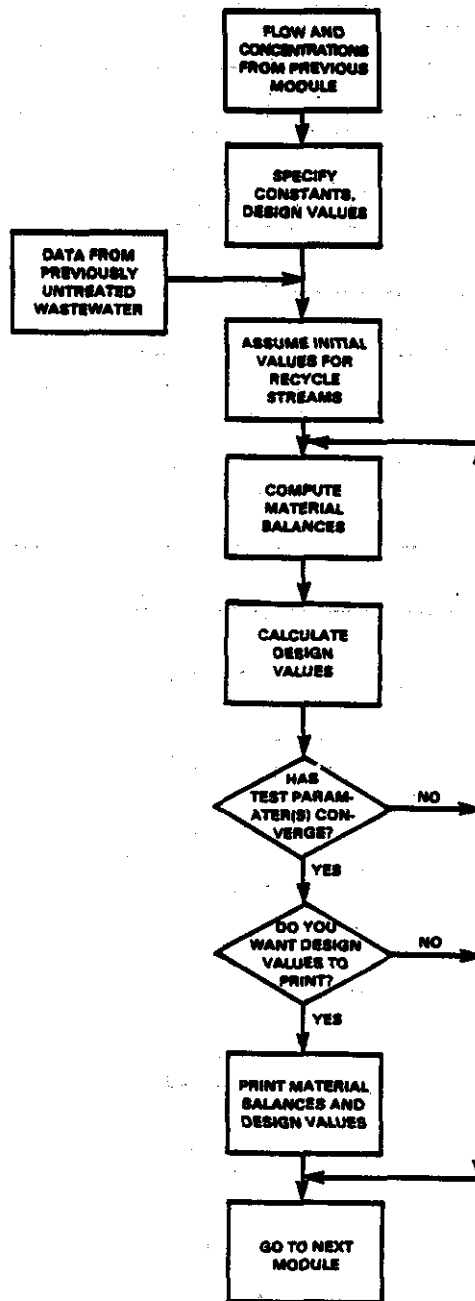 FLOW AND
CONCENTRATIONS
FROM PREVIOUS
MODULE
SPECIFY
CONSTANTS,
DESIGN VALUES
DATA FROM
PREVIOUSLY
UNTREATED
WASTEWATER
ASSUME INITIAL
VALUES FOR
RECYCLE
STREAMS
COMPUTE
MATERIAL
BALANCES
CALCULATE
DESIGN
VALUES
HAS
TEST PARAM-
ATER(S) CON-
VERGE?
NO
YES
DO YOU
WANT DESIGN
VALUES TO
PRINT?
NO
YES
PRINT MATERIAL
BALANCES AND
DESIGN VALUES
GO TO NEXT
MODULE